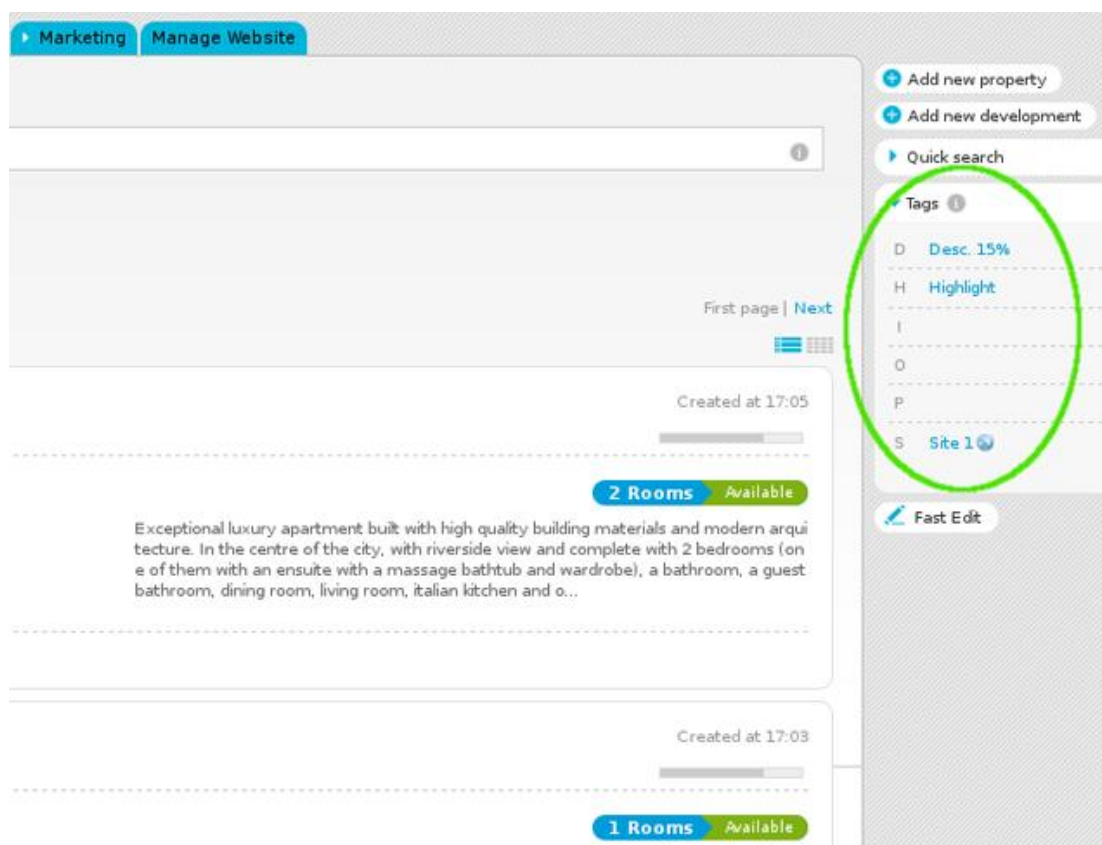 Marketing
Manage Website
Add new property
Add new development
Quick search
Tags
D Desc. 15%
H Highlight
I
O
P
S Site 1
Fast Edit
First page | Next
Created at 17:05
2 Rooms Available
Exceptional luxury apartment built with high quality building materials and modern arqui
tecture. In the centre of the city, with riverside view and complete with 2 bedrooms (on
e of them with an ensuite with a massage bathtub and wardrobe), a bathroom, a guest
bathroom, dining room, living room, italian kitchen and o...
Created at 17:03
1 Rooms Available